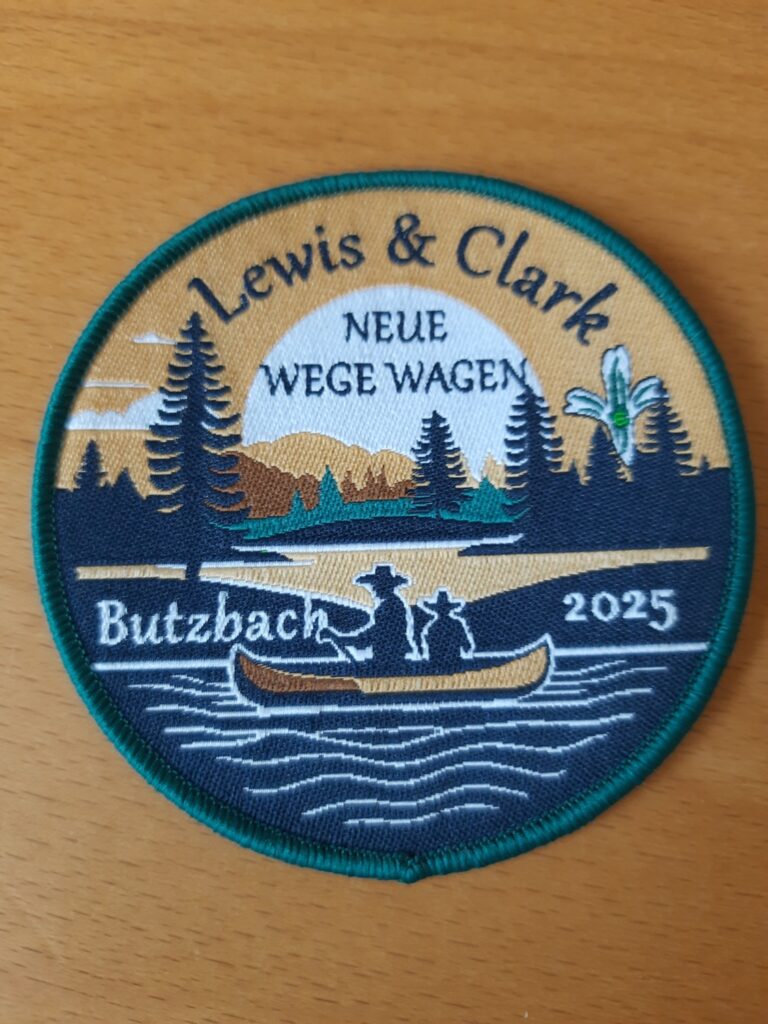 Lewis & Clark
NEUE
WEGE WAGEN
Butzbach 2025